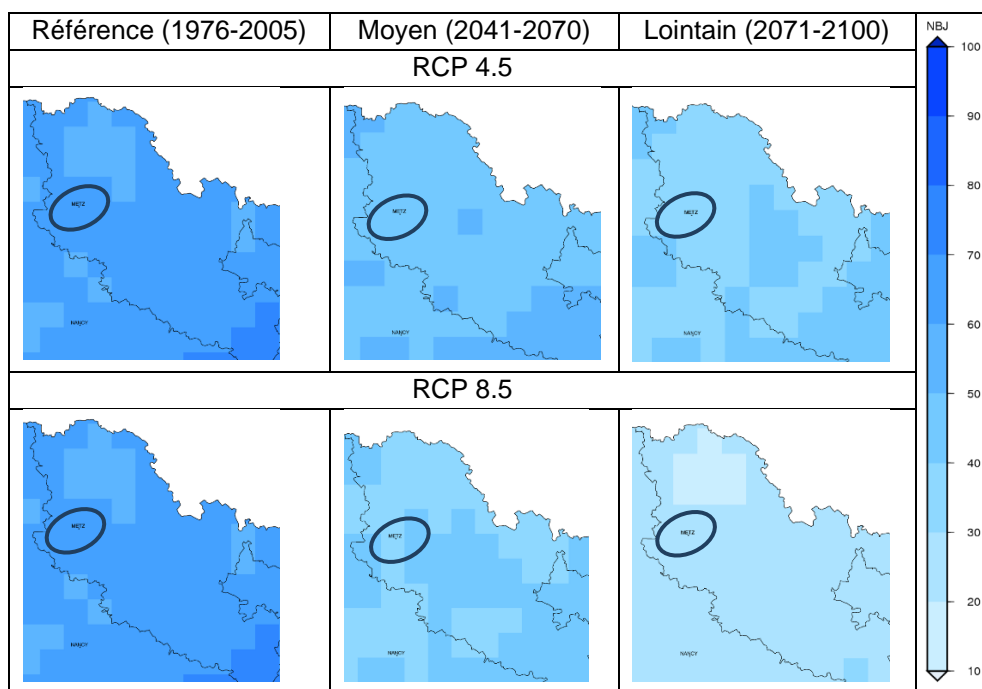 Référence (1976-2005)
Moyen (2041-2070)
Lointain (2071-2100)
RCP 4.5
METZ
NANCY
METZ
NANCY
METZ
NANCY
RCP 8.5
METZ
NANCY
METZ
NANCY
METZ
NANCY
NBJ
100
90
80
70
60
50
40
30
20
10